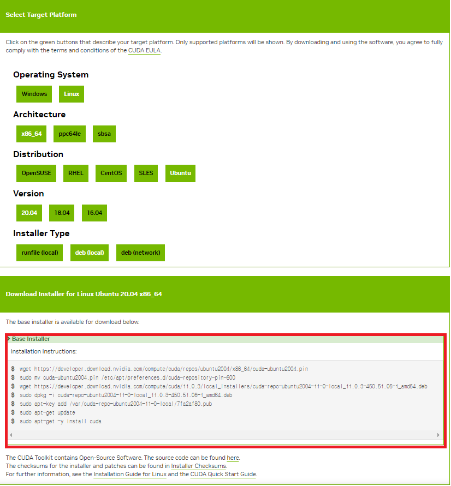 Select Target Platform
Click on the green buttons that describe your target platform. Only supported platforms will be shown. By downloading and using the software, you agree to fully
comply with the terms and conditions of the CUDA EULA.
Operating System
Windows Linux
Architecture
x86_64 ppc64le sbsa
Distribution
OpenSUSE RHEL CentOS SLES Ubuntu
Version
20.04 18.04 16.04
Installer Type
runfile (local) deb (local) deb (network)
Download Installer for Linux Ubuntu 20.04 x86_64
The base installer is available for download below.
Base Installer
Installation Instructions:
$ wget https://developer.download.nvidia.com/compute/cuda/repos/ubuntu2004/x86_64/cuda-ubuntu2004.pin
$ sudo mv cuda-ubuntu2004.pin /etc/apt/preferences.d/cuda-repository-pin-600
$ wget https://developer.download.nvidia.com/compute/cuda/11.0.3/local_installers/cuda-repo-ubuntu2004-11-0-local_11.0.3-450.51.06-1_amd64.deb
$ sudo dpkg -i cuda-repo-ubuntu2004-11-0-local_11.0.3-450.51.06-1_amd64.deb
$ sudo apt-key add
$ sudo apt-get update
$ sudo apt-get -y install cuda
The CUDA Toolkit contains Open-Source Software. The source code can be found here.
The checksums for the installer and patches can be found in Installer Checksums.
For further information, see the Installation Guide for Linux and the CUDA Quick Start Guide.